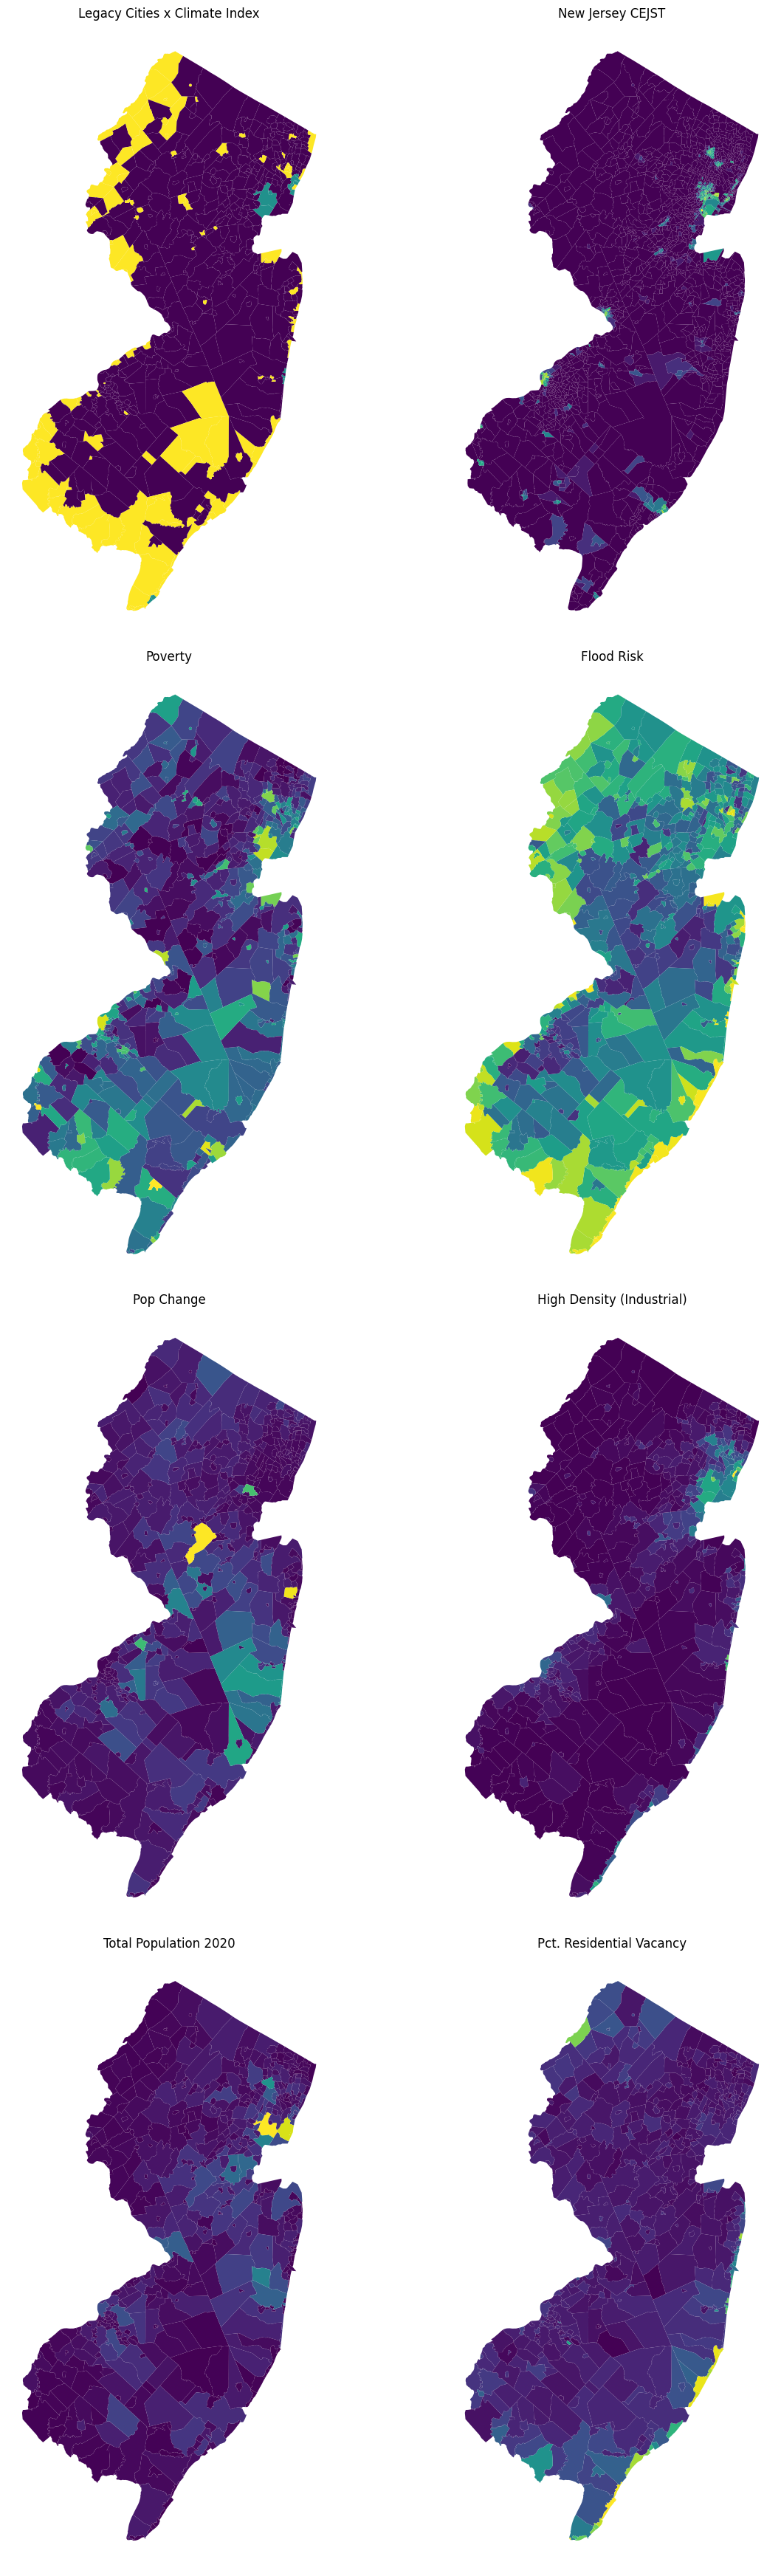 Legacy Cities x Climate Index
New Jersey CEJST
Poverty
Flood Risk
Pop Change
High Density (Industrial)
Total Population 2020
Pct. Residential Vacancy